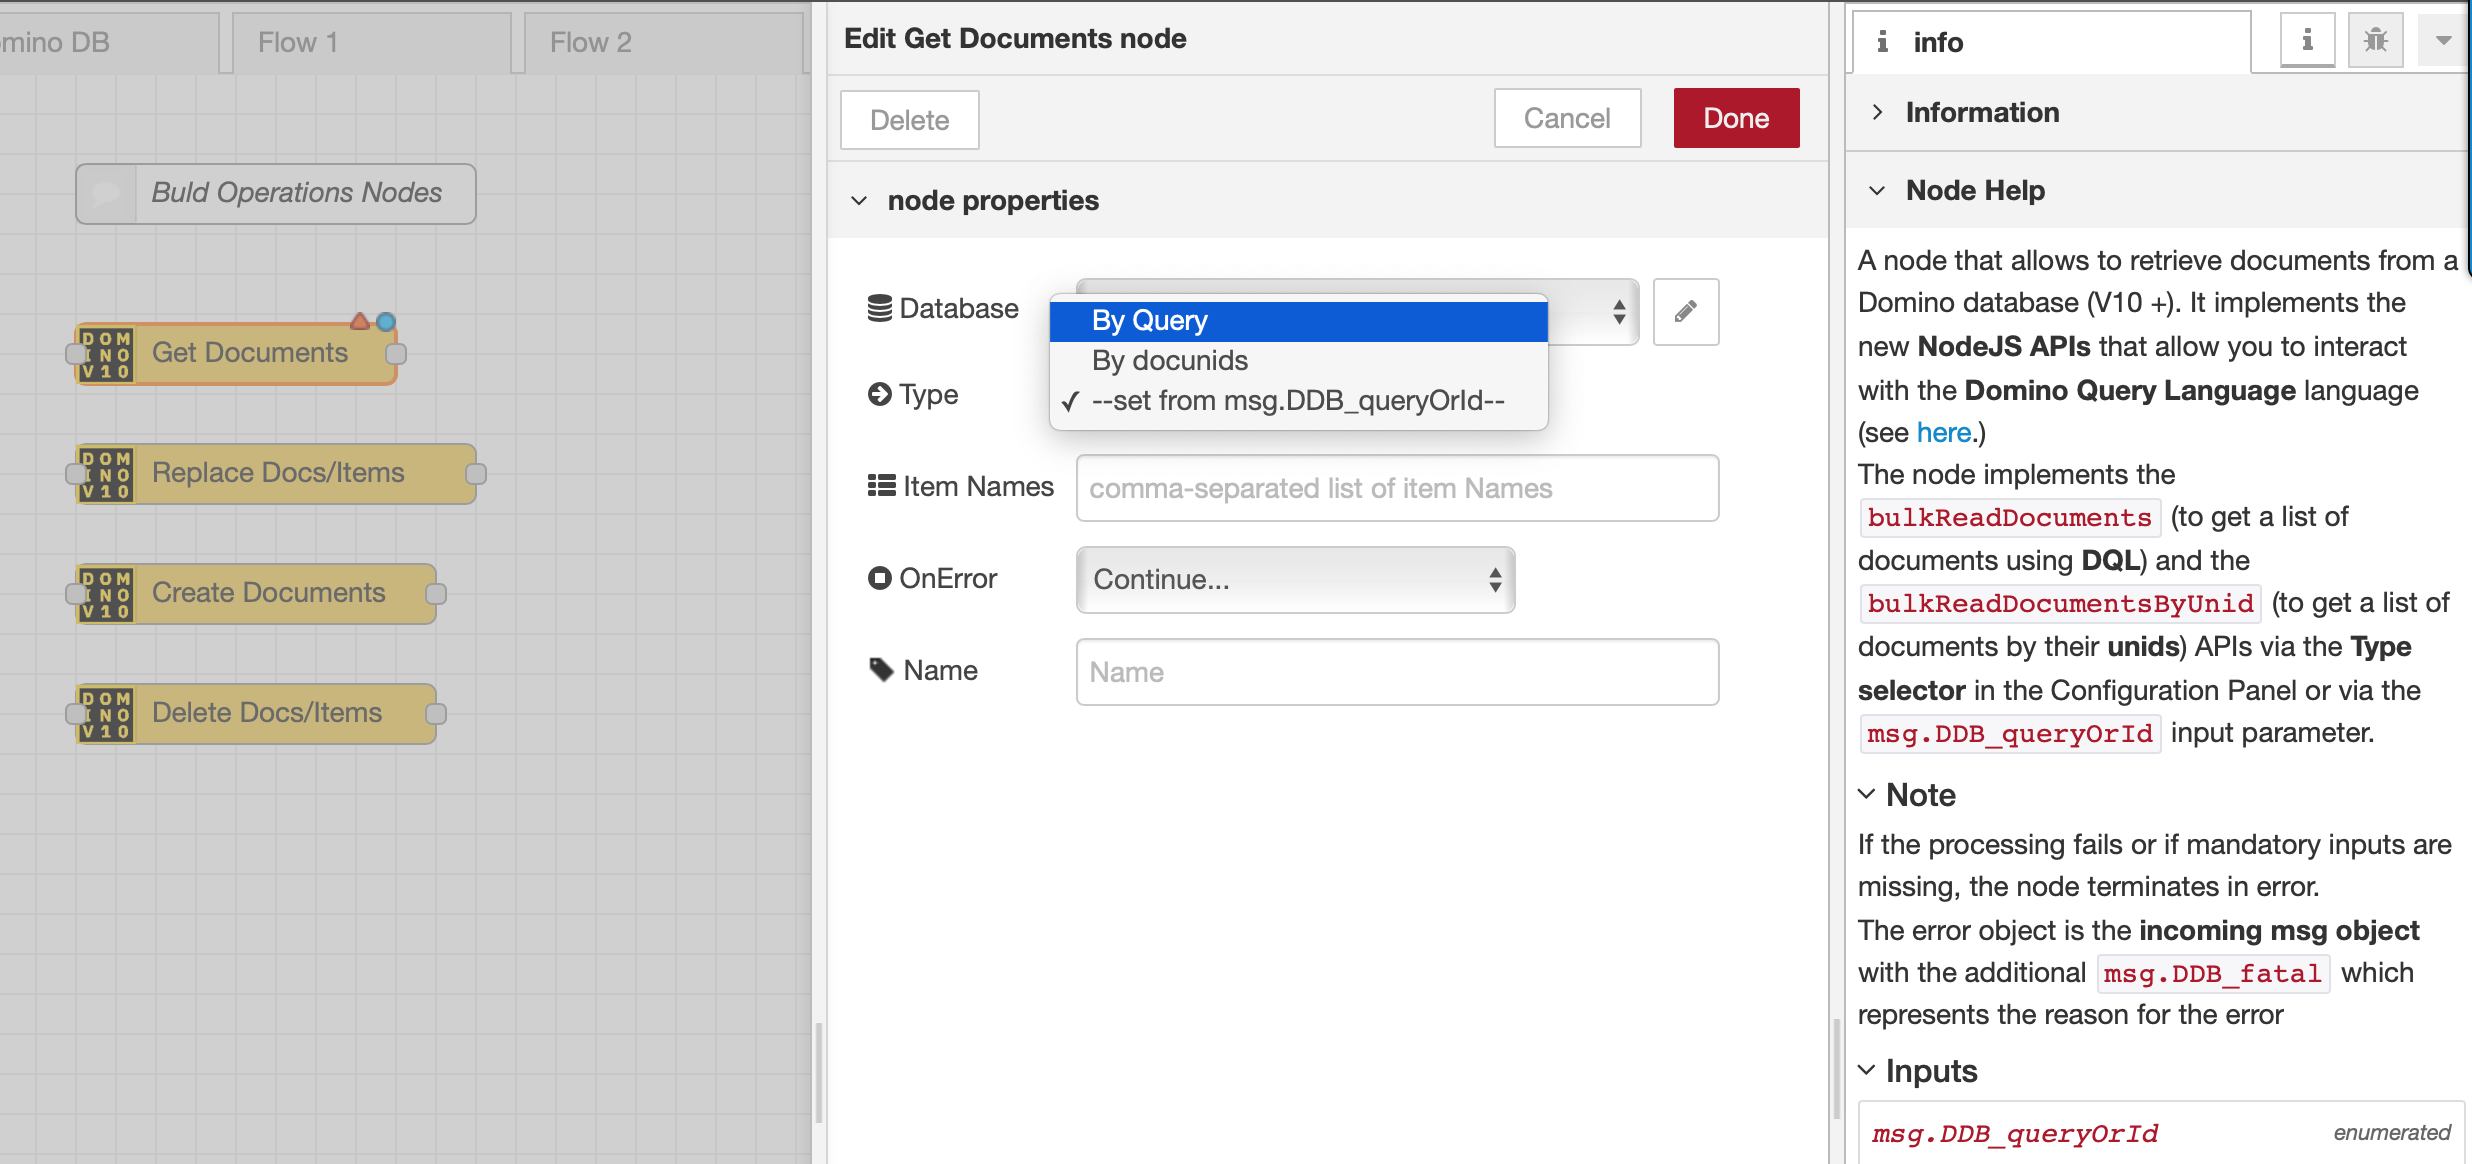 mino DB
Flow 1
Flow 2
Buld Operations Nodes
DOM
INO
V10
Get Documents
DOM
INO
V10
Replace Docs/Items
DOM
INO
V10
Create Documents
DOM
INO
V10
Delete Docs/Items
Edit Get Documents node
Delete
Cancel
Done
node properties
Database
By Query
By docunids
✓ --set from msg.DDB_queryOrId--
Type
Item Names
comma-separated list of item Names
OnError
Continue...
Name
Name
i info
i
Information
Node Help
A node that allows to retrieve documents from a
Domino database (V10 +). It implements the
new NodeJS APIs that allow you to interact
with the Domino Query Language language
(see here.)
The node implements the
bulkReadDocuments (to get a list of
documents using DQL) and the
bulkReadDocumentsByUnid (to get a list of
documents by their unids) APIs via the Type
selector in the Configuration Panel or via the
msg.DDB_queryOrId input parameter.
Note
If the processing fails or if mandatory inputs are
missing, the node terminates in error.
The error object is the incoming msg object
with the additional msg.DDB_fatal which
represents the reason for the error
Inputs
msg.DDB_queryOrId enumerated